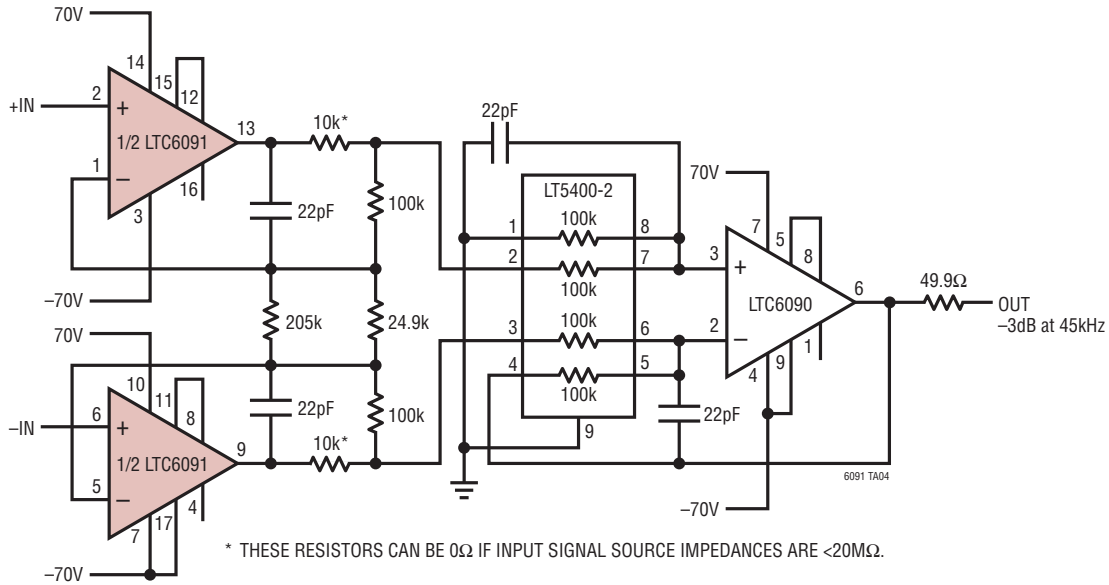 70V
14
15
12
+IN
2
+
1/2 LTC6091
13
10k*
1
–
16
3
22pF
100k
–70V
205k
24.9k
70V
10
11
8
–IN
6
+
1/2 LTC6091
9
10k*
5
–
4
7
17
22pF
100k
–70V
22pF
LT5400-2
1
100k
8
2
7
100k
3
100k
6
4
5
100k
9
22pF
70V
7
5
8
3
+
LTC6090
6
2
–
1
4
9
–70V
49.9Ω
OUT
–3dB at 45kHz
6091 TA04
* THESE RESISTORS CAN BE 0Ω IF INPUT SIGNAL SOURCE IMPEDANCES ARE <20MΩ.